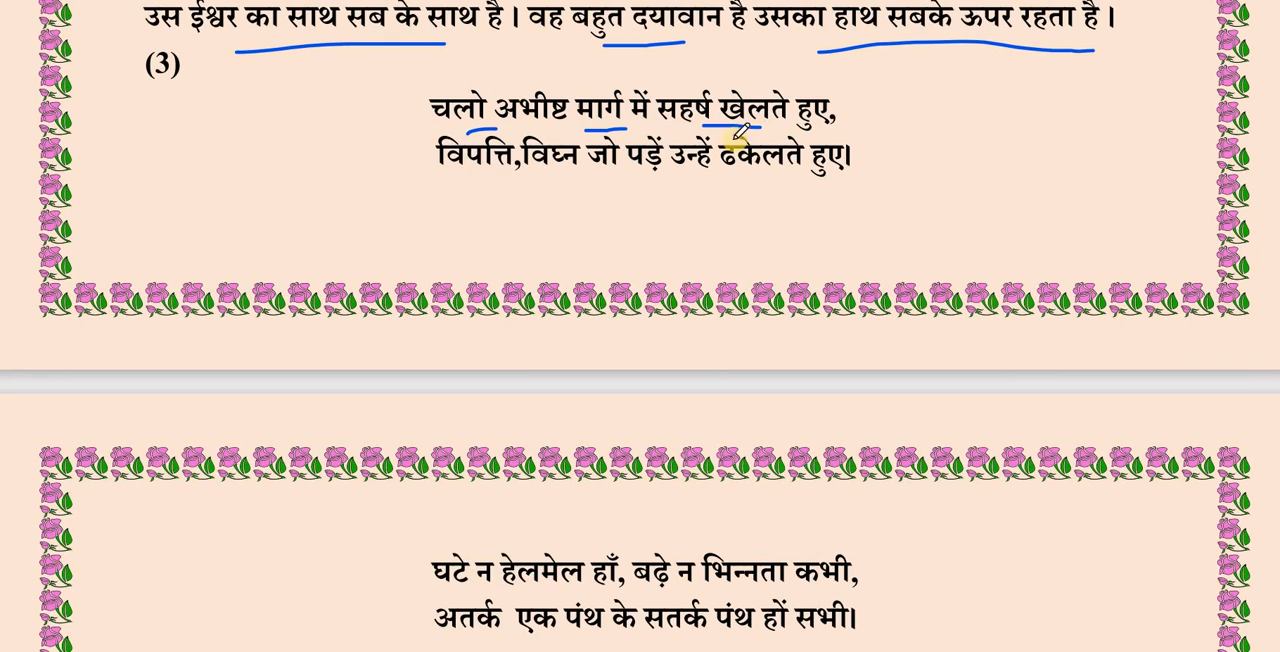 उस ईश्वर का साथ सब के साथ है। वह बहुत दयावान है उसका हाथ सबके ऊपर रहता है।
(3)
चलो अभीष्ट मार्ग में सहर्ष खेलते हुए,
विपत्ति,विघ्न जो पड़ें उन्हें ढकेलते हुए।
घटे न हेलमेल हाँ, बढ़े न भिन्नता कभी,
अतर्क एक पंथ के सतर्क पंथ हों सभी।